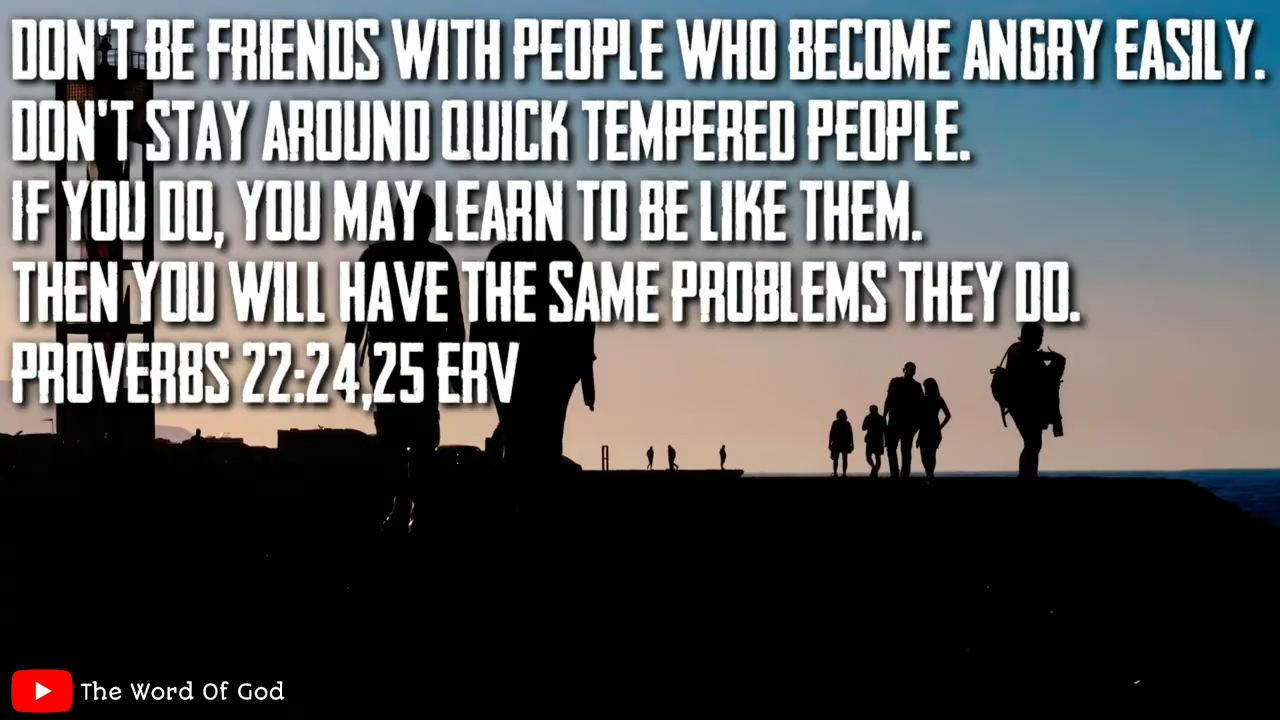 DON'T BE FRIENDS WITH PEOPLE WHO BECOME ANGRY EASILY.
DON'T STAY AROUND QUICK TEMPERED PEOPLE.
IF YOU DO, YOU MAY LEARN TO BE LIKE THEM.
THEN YOU WILL HAVE THE SAME PROBLEMS THEY DO.
PROVERBS 22:24,25 ERV
The Word Of God